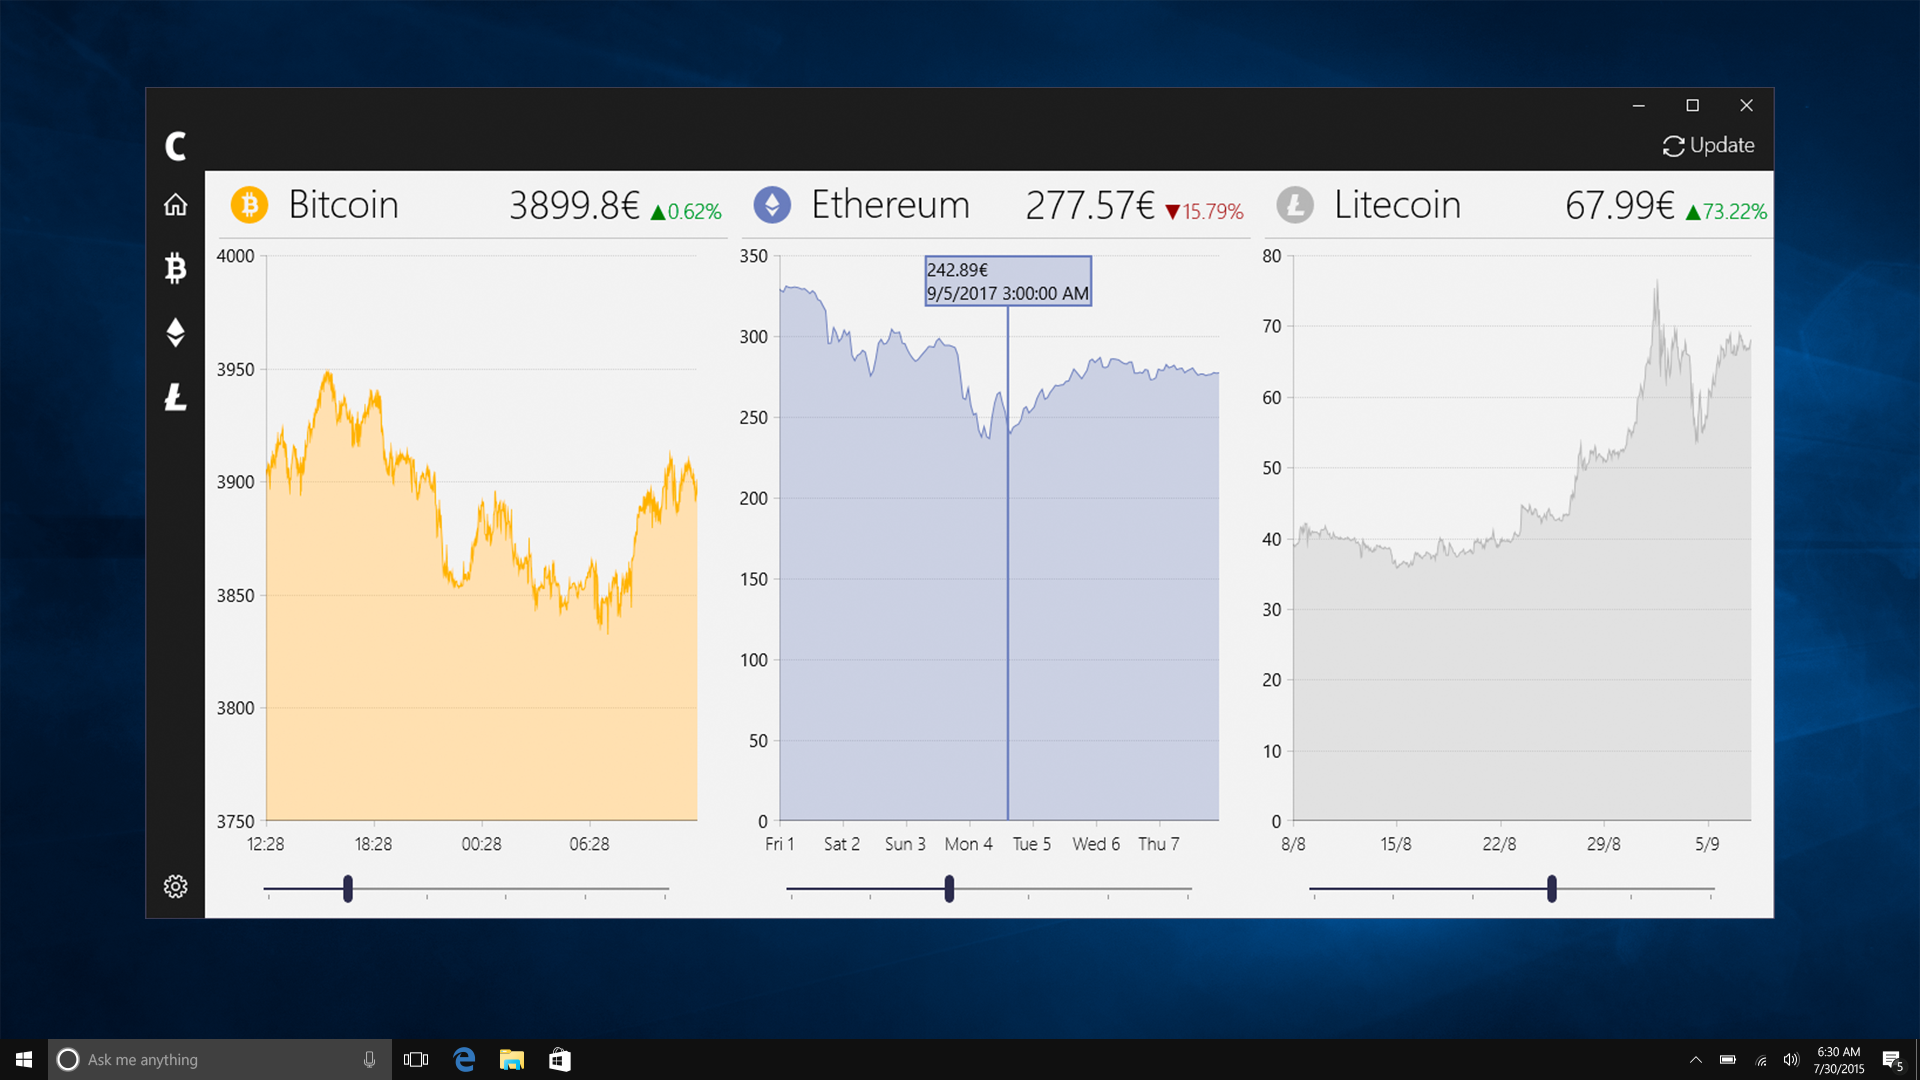 C
Update
Bitcoin 3899.8€ ▲0.62%
4000
3950
3900
3850
3800
3750
12:28 18:28 00:28 06:28
Ethereum 277.57€ ▼15.79%
350
300
250
200
150
100
50
0
242.89€
9/5/2017 3:00:00 AM
Fri 1 Sat 2 Sun 3 Mon 4 Tue 5 Wed 6 Thu 7
Litecoin 67.99€ ▲73.22%
80
70
60
50
40
30
20
10
0
8/8 15/8 22/8 29/8 5/9
Ask me anything
6:30 AM
7/30/2015
5